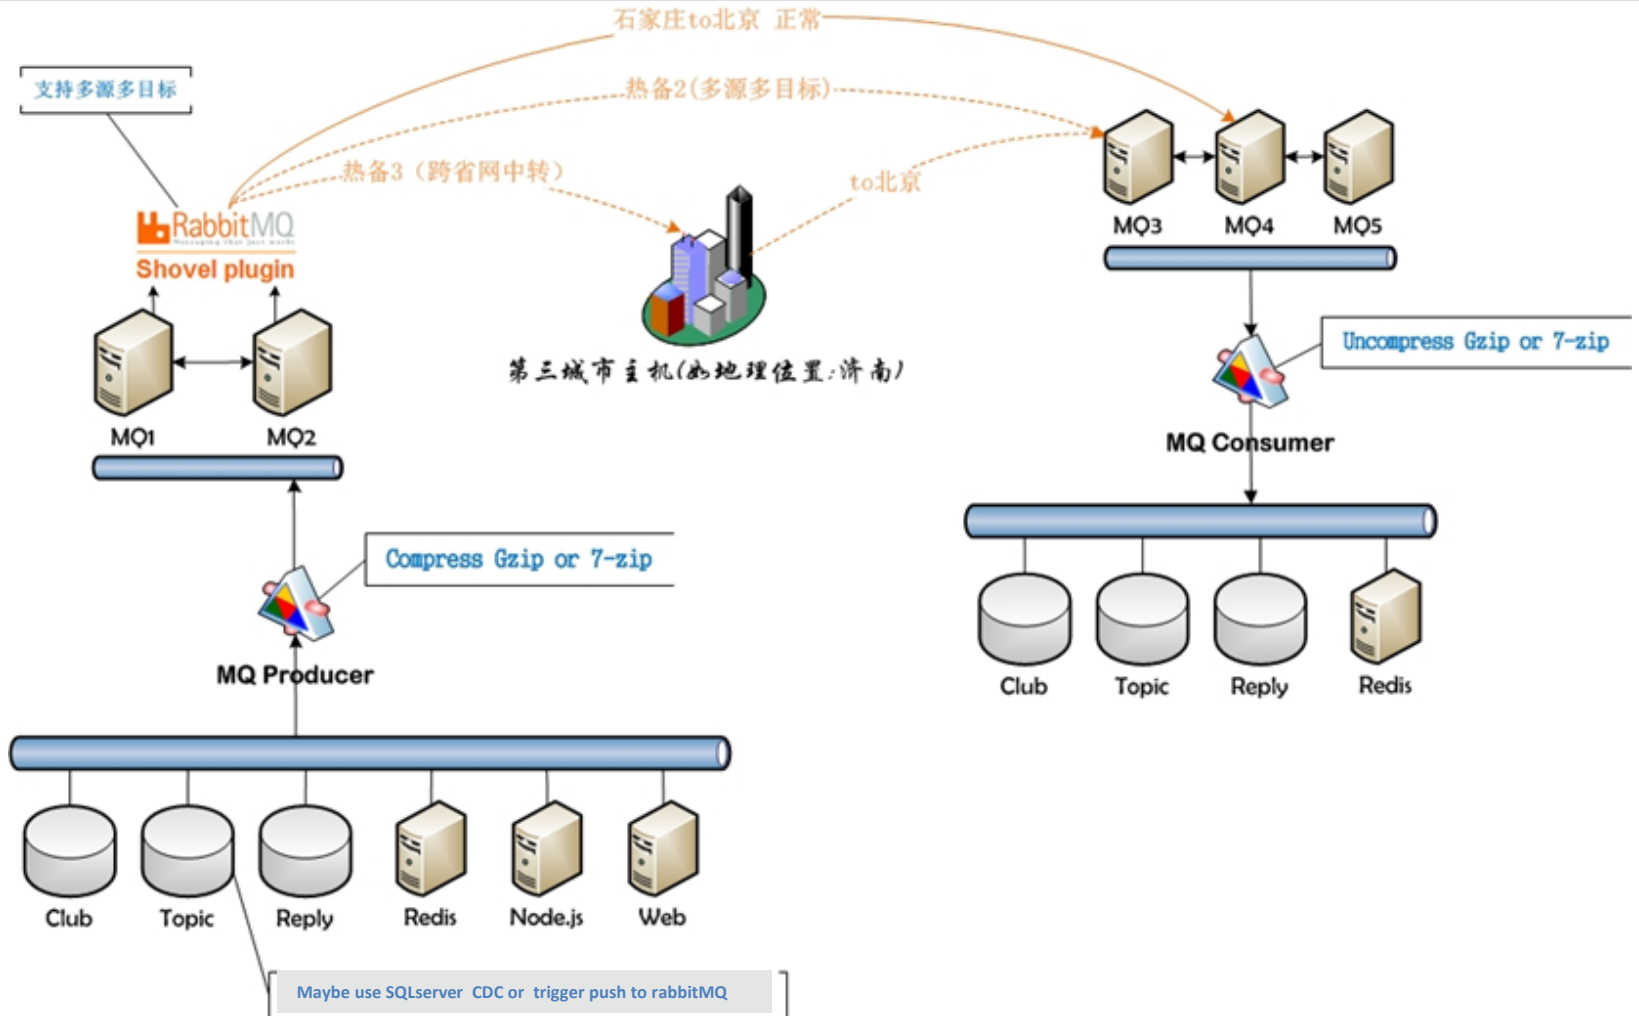 石家庄to北京 正常
支持多源多目标
热备2(多源多目标)
热备3（跨省网中转）
to北京
RabbitMQ
Messaging that just works
Shovel plugin
MQ3
MQ4
MQ5
第三城市主机(如地理位置:济南)
Uncompress Gzip or 7-zip
MQ1
MQ2
MQ Consumer
Compress Gzip or 7-zip
MQ Producer
Club
Topic
Reply
Redis
Club
Topic
Reply
Redis
Node.js
Web
Maybe use SQLserver CDC or trigger push to rabbitMQ